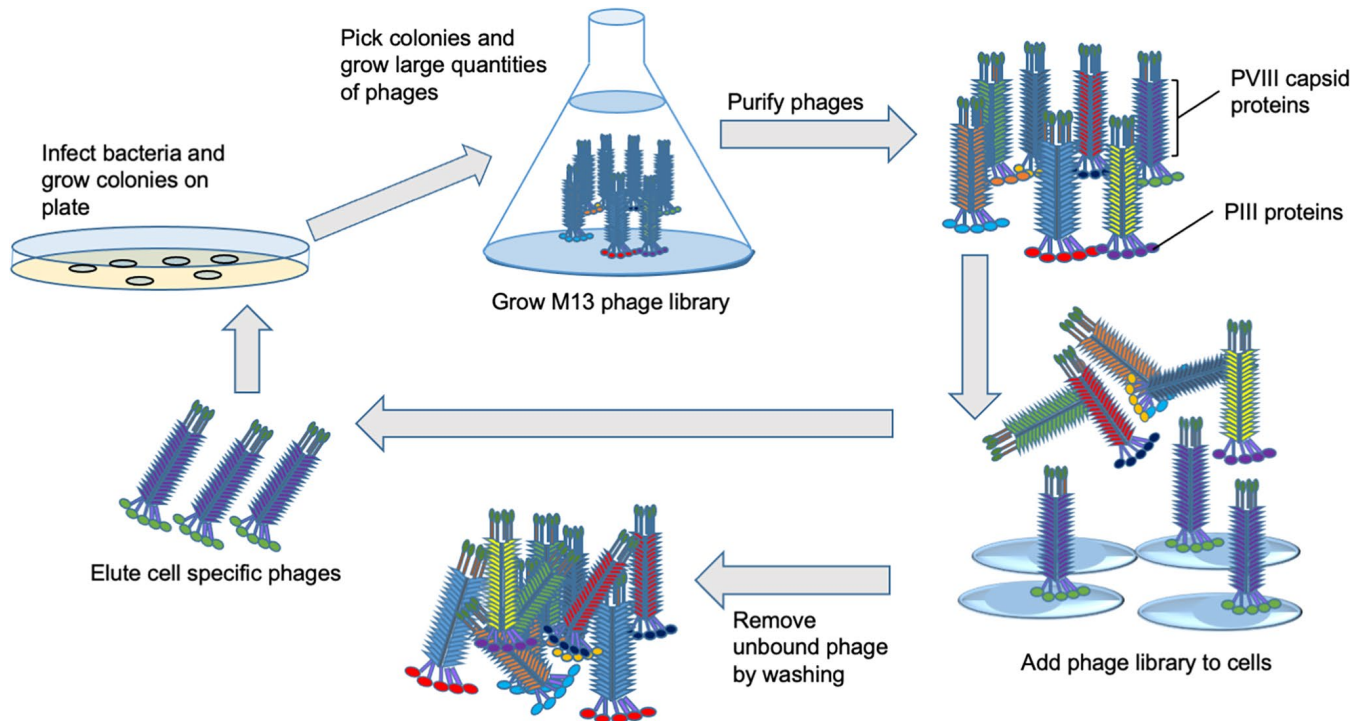 Pick colonies and
grow large quantities
of phages
Purify phages
PVIII capsid
proteins
PIII proteins
Infect bacteria and
grow colonies on
plate
Grow M13 phage library
Elute cell specific phages
Remove
unbound phage
by washing
Add phage library to cells